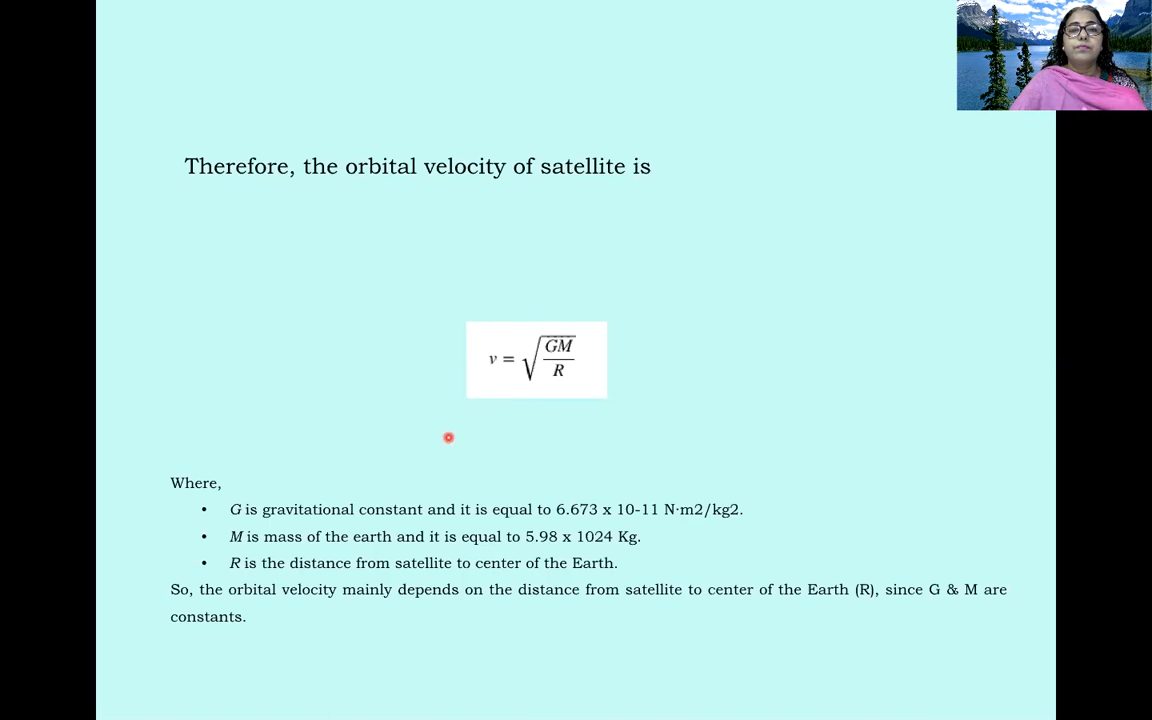 Therefore, the orbital velocity of satellite is
v = √(GM/R)
Where,
• G is gravitational constant and it is equal to 6.673 x 10-11 N·m2/kg2.
• M is mass of the earth and it is equal to 5.98 x 1024 Kg.
• R is the distance from satellite to center of the Earth.
So, the orbital velocity mainly depends on the distance from satellite to center of the Earth (R), since G & M are
constants.